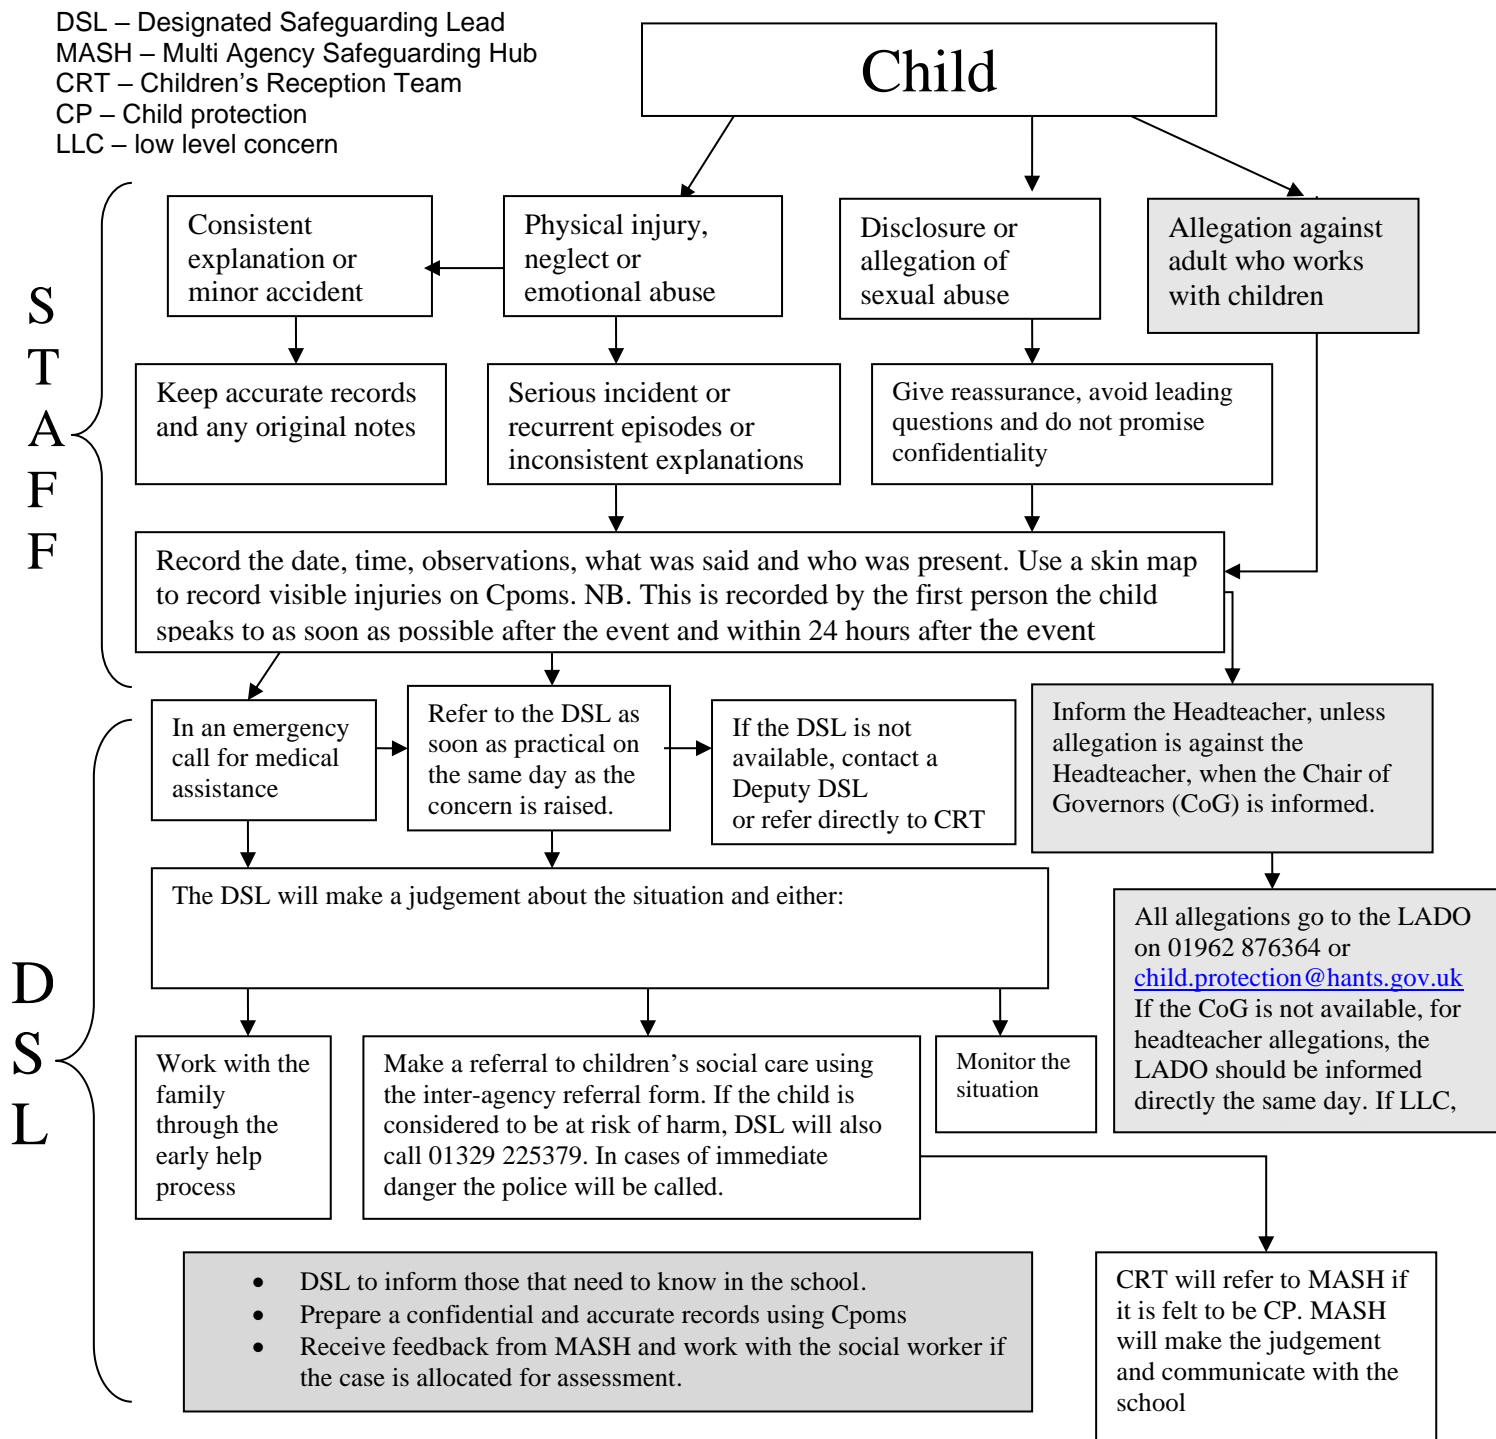 DSL – Designated Safeguarding Lead
MASH – Multi Agency Safeguarding Hub
CRT – Children's Reception Team
CP – Child protection
LLC – low level concern
Child
S
T
A
F
F
Consistent
explanation or
minor accident
Physical injury,
neglect or
emotional abuse
Disclosure or
allegation of
sexual abuse
Allegation against
adult who works
with children
Keep accurate records
and any original notes
Serious incident or
recurrent episodes or
inconsistent explanations
Give reassurance, avoid leading
questions and do not promise
confidentiality
Record the date, time, observations, what was said and who was present. Use a skin map
to record visible injuries on Cpoms. NB. This is recorded by the first person the child
speaks to as soon as possible after the event and within 24 hours after the event
D
S
L
In an emergency
call for medical
assistance
Refer to the DSL as
soon as practical on
the same day as the
concern is raised.
If the DSL is not
available, contact a
Deputy DSL
or refer directly to CRT
Inform the Headteacher, unless
allegation is against the
Headteacher, when the Chair of
Governors (CoG) is informed.
The DSL will make a judgement about the situation and either:
All allegations go to the LADO
on 01962 876364 or
child.protection@hants.gov.uk
If the CoG is not available, for
headteacher allegations, the
LADO should be informed
directly the same day. If LLC,
Work with the
family
through the
early help
process
Make a referral to children's social care using
the inter-agency referral form. If the child is
considered to be at risk of harm, DSL will also
call 01329 225379. In cases of immediate
danger the police will be called.
Monitor the
situation
• DSL to inform those that need to know in the school.
• Prepare a confidential and accurate records using Cpoms
• Receive feedback from MASH and work with the social worker if
the case is allocated for assessment.
CRT will refer to MASH if
it is felt to be CP. MASH
will make the judgement
and communicate with the
school